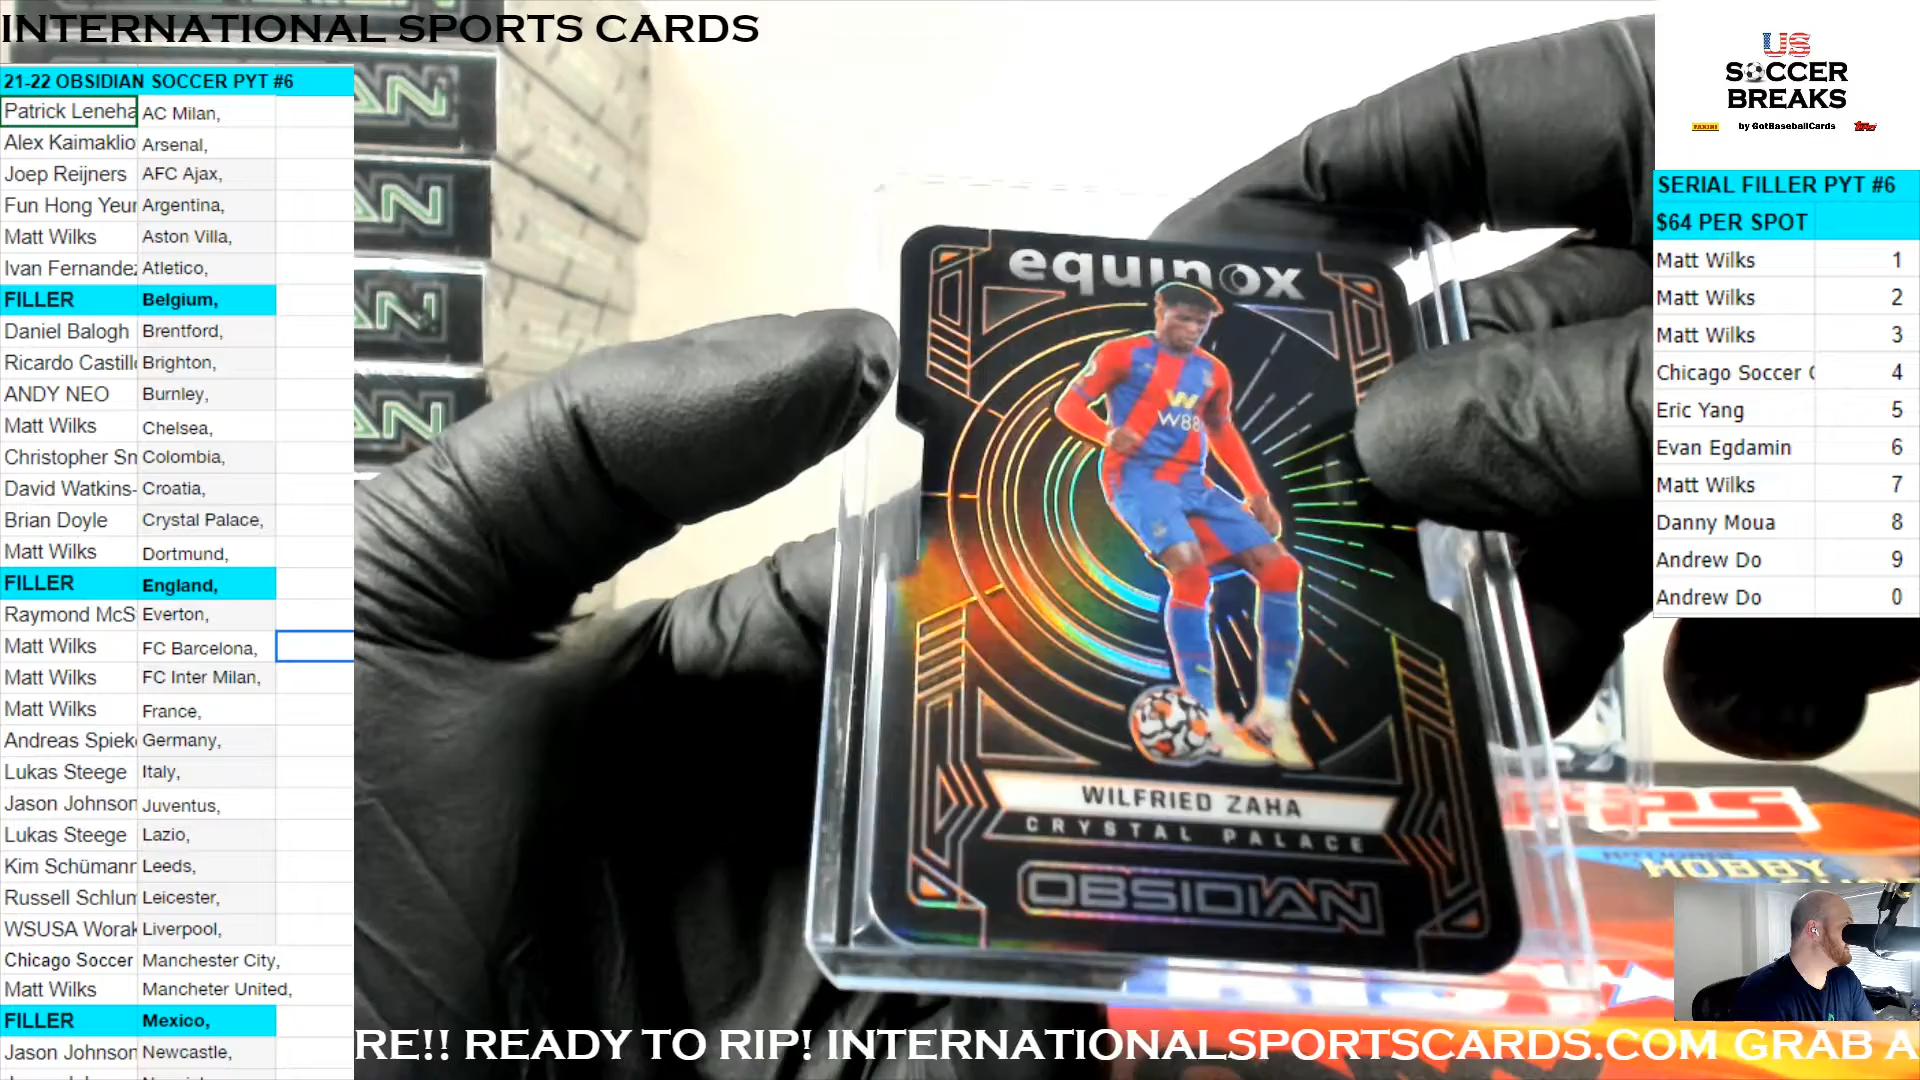 INTERNATIONAL SPORTS CARDS
21-22 OBSIDIAN SOCCER PYT #6
Patrick Leneha AC Milan,
Alex Kaimaklio Arsenal,
Joep Reijners AFC Ajax,
Fun Hong Yeur Argentina,
Matt Wilks Aston Villa,
Ivan Fernandez Atletico,
FILLER Belgium,
Daniel Balogh Brentford,
Ricardo Castill Brighton,
ANDY NEO Burnley,
Matt Wilks Chelsea,
Christopher Sm Colombia,
David Watkins- Croatia,
Brian Doyle Crystal Palace,
Matt Wilks Dortmund,
FILLER England,
Raymond McS Everton,
Matt Wilks FC Barcelona,
Matt Wilks FC Inter Milan,
Matt Wilks France,
Andreas Spiek Germany,
Lukas Steege Italy,
Jason Johnson Juventus,
Lukas Steege Lazio,
Kim Schümann Leeds,
Russell Schlum Leicester,
WSUSA Worak Liverpool,
Chicago Soccer Manchester City,
Matt Wilks Mancheter United,
FILLER Mexico,
Jason Johnson Newcastle,
equinox
W88
WILFRIED ZAHA
CRYSTAL PALACE
OBSIDIAN
US
SOCCER
BREAKS
PANINI by GotBaseballCards Topps
SERIAL FILLER PYT #6
$64 PER SPOT
Matt Wilks 1
Matt Wilks 2
Matt Wilks 3
Chicago Soccer C 4
Eric Yang 5
Evan Egdamin 6
Matt Wilks 7
Danny Moua 8
Andrew Do 9
Andrew Do 0
HOBBY
RE!! READY TO RIP! INTERNATIONALSPORTSCARDS.COM GRAB A